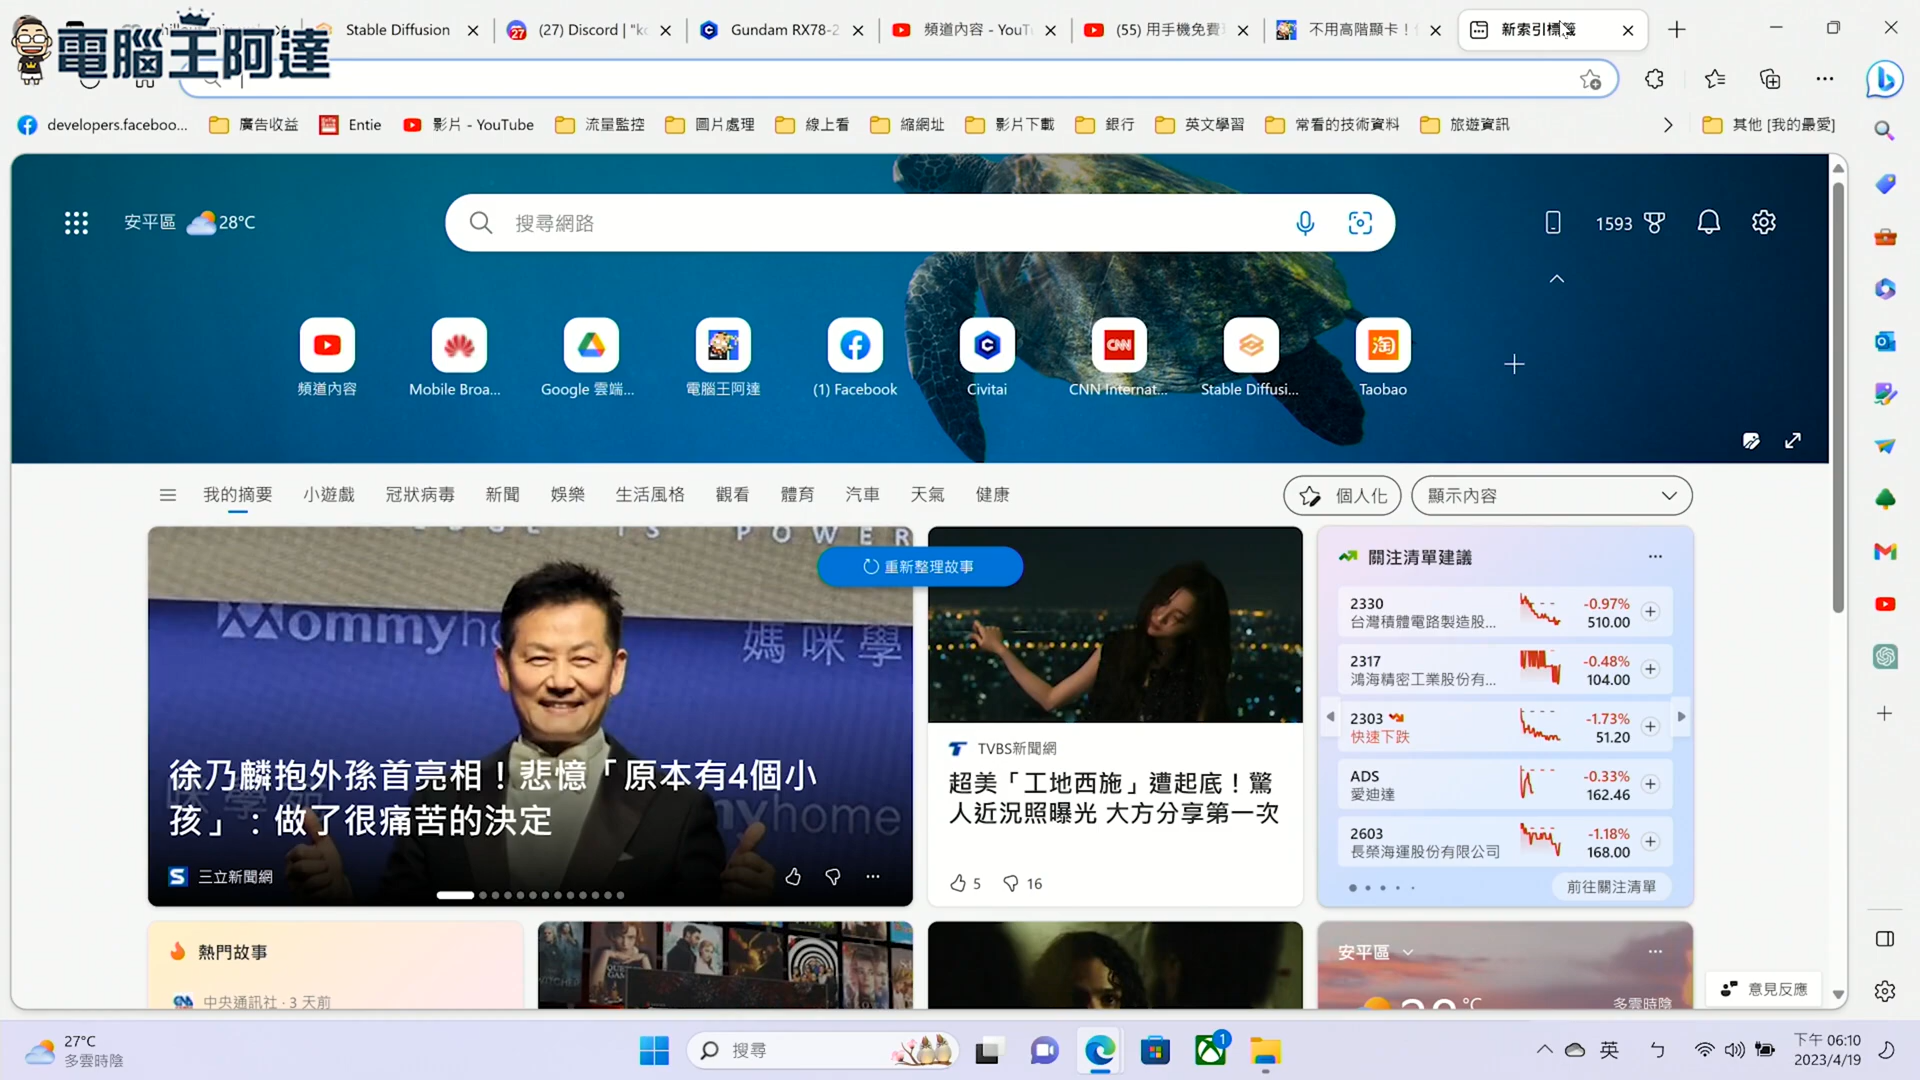 電腦王阿達
Stable Diffusion
(27) Discord | "k
Gundam RX78-2
頻道內容 - YouT
(55) 用手機免費
不用高階顯卡！
新索引標籤
developers.faceboo...
廣告收益
Entie
影片 - YouTube
流量監控
圖片處理
線上看
縮網址
影片下載
銀行
英文學習
常看的技術資料
旅遊資訊
其他 [我的最愛]
安平區
28°C
搜尋網路
1593
頻道內容
Mobile Broa...
Google 雲端...
電腦王阿達
(1) Facebook
Civitai
CNN Internat...
Stable Diffusi...
Taobao
我的摘要
小遊戲
冠狀病毒
新聞
娛樂
生活風格
觀看
體育
汽車
天氣
健康
個人化
顯示內容
IS POWER
重新整理故事
Mommyh
媽咪學
徐乃麟抱外孫首亮相！悲憶「原本有4個小
孩」：做了很痛苦的決定
myhome
三立新聞網
TVBS新聞網
超美「工地西施」遭起底！驚
人近況照曝光 大方分享第一次
5
16
關注清單建議
2330
台灣積體電路製造股...
-0.97%
510.00
2317
鴻海精密工業股份有...
-0.48%
104.00
2303
快速下跌
-1.73%
51.20
ADS
愛迪達
-0.33%
162.46
2603
長榮海運股份有限公司
-1.18%
168.00
前往關注清單
熱門故事
中央通訊社 · 3 天前
安平區
°C
多雲時陰
意見反應
27°C
多雲時陰
搜尋
1
英
ㄅ
下午 06:10
2023/4/19